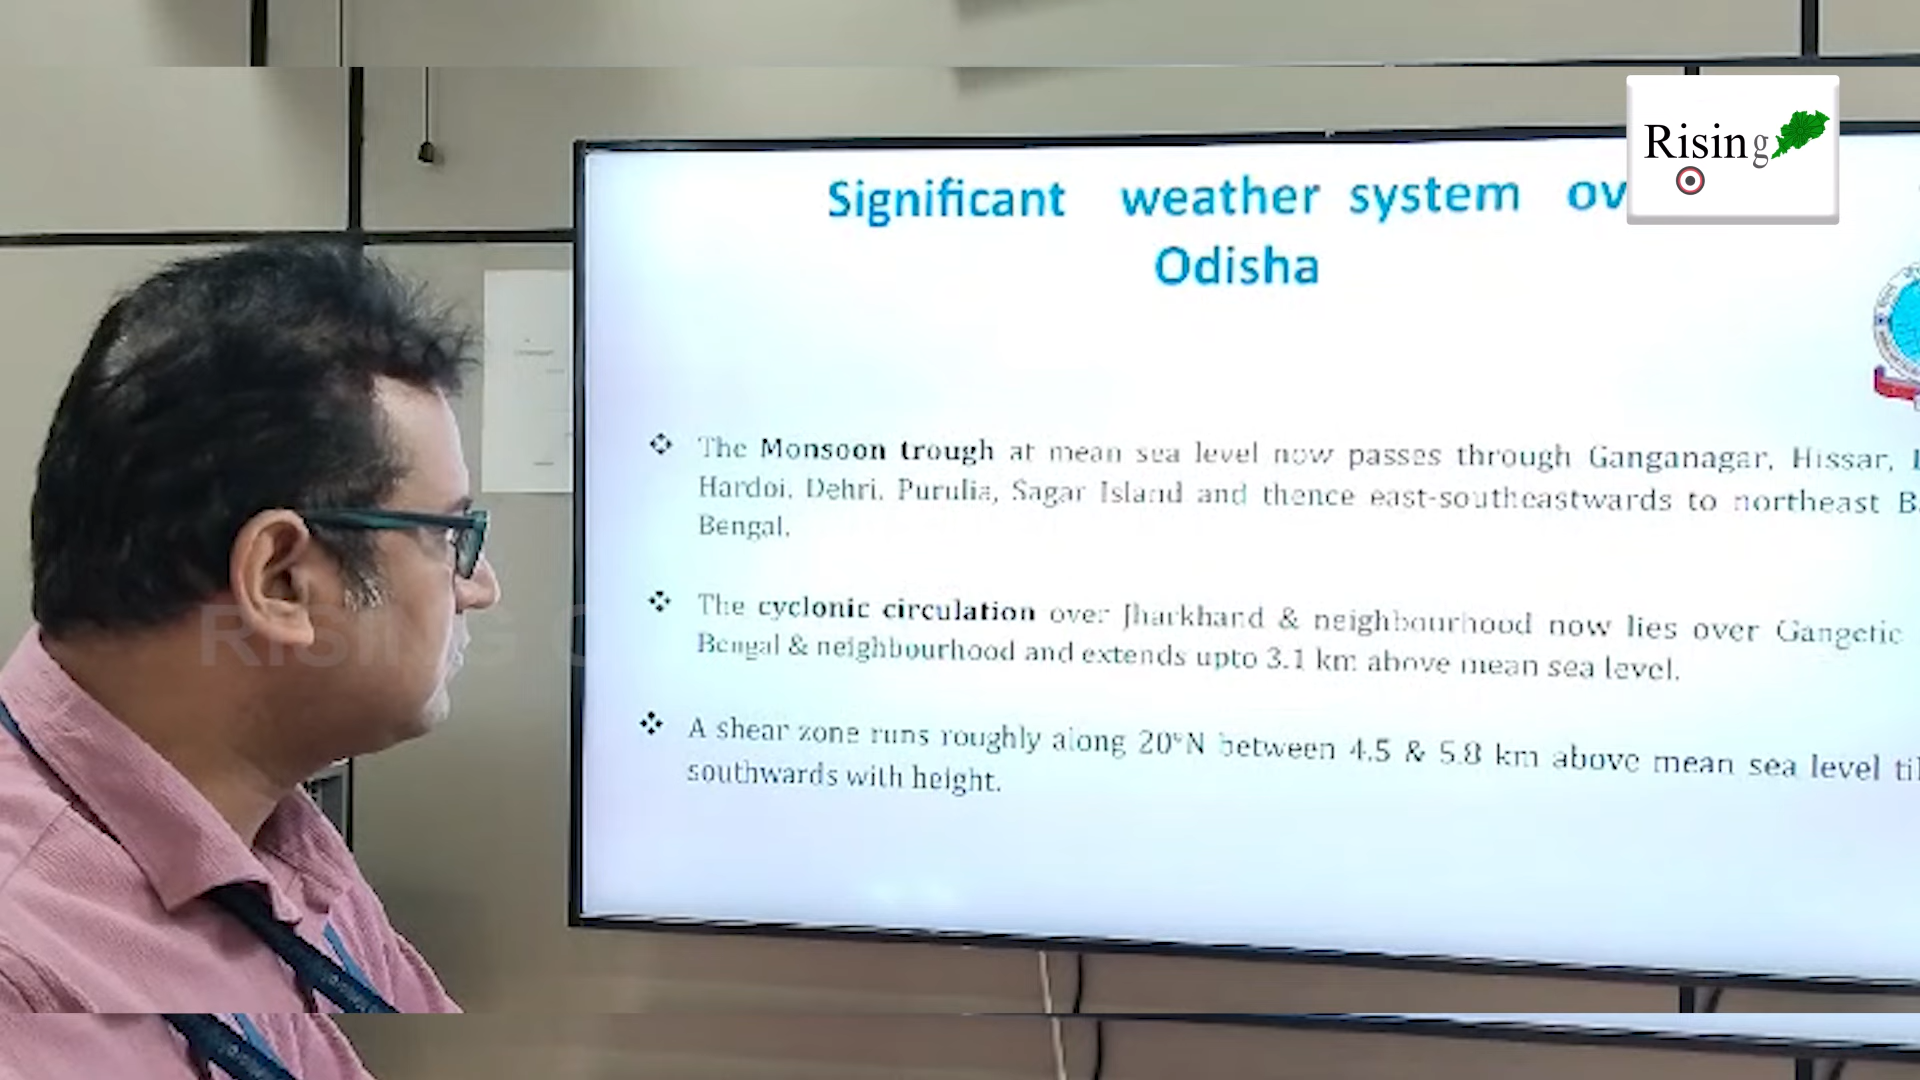 Rising
Significant weather system ov
Odisha
The Monsoon trough at mean sea level now passes through Ganganagar, Hissar,
Hardoi, Dehri, Purulia, Sagar Island and thence east-southeastwards to northeast
Bengal.
The cyclonic circulation over Jharkhand & neighbourhood now lies over Gangetic
Bengal & neighbourhood and extends upto 3.1 km above mean sea level.
A shear zone runs roughly along 20°N between 4.5 & 5.8 km above mean sea level
southwards with height.
RISING